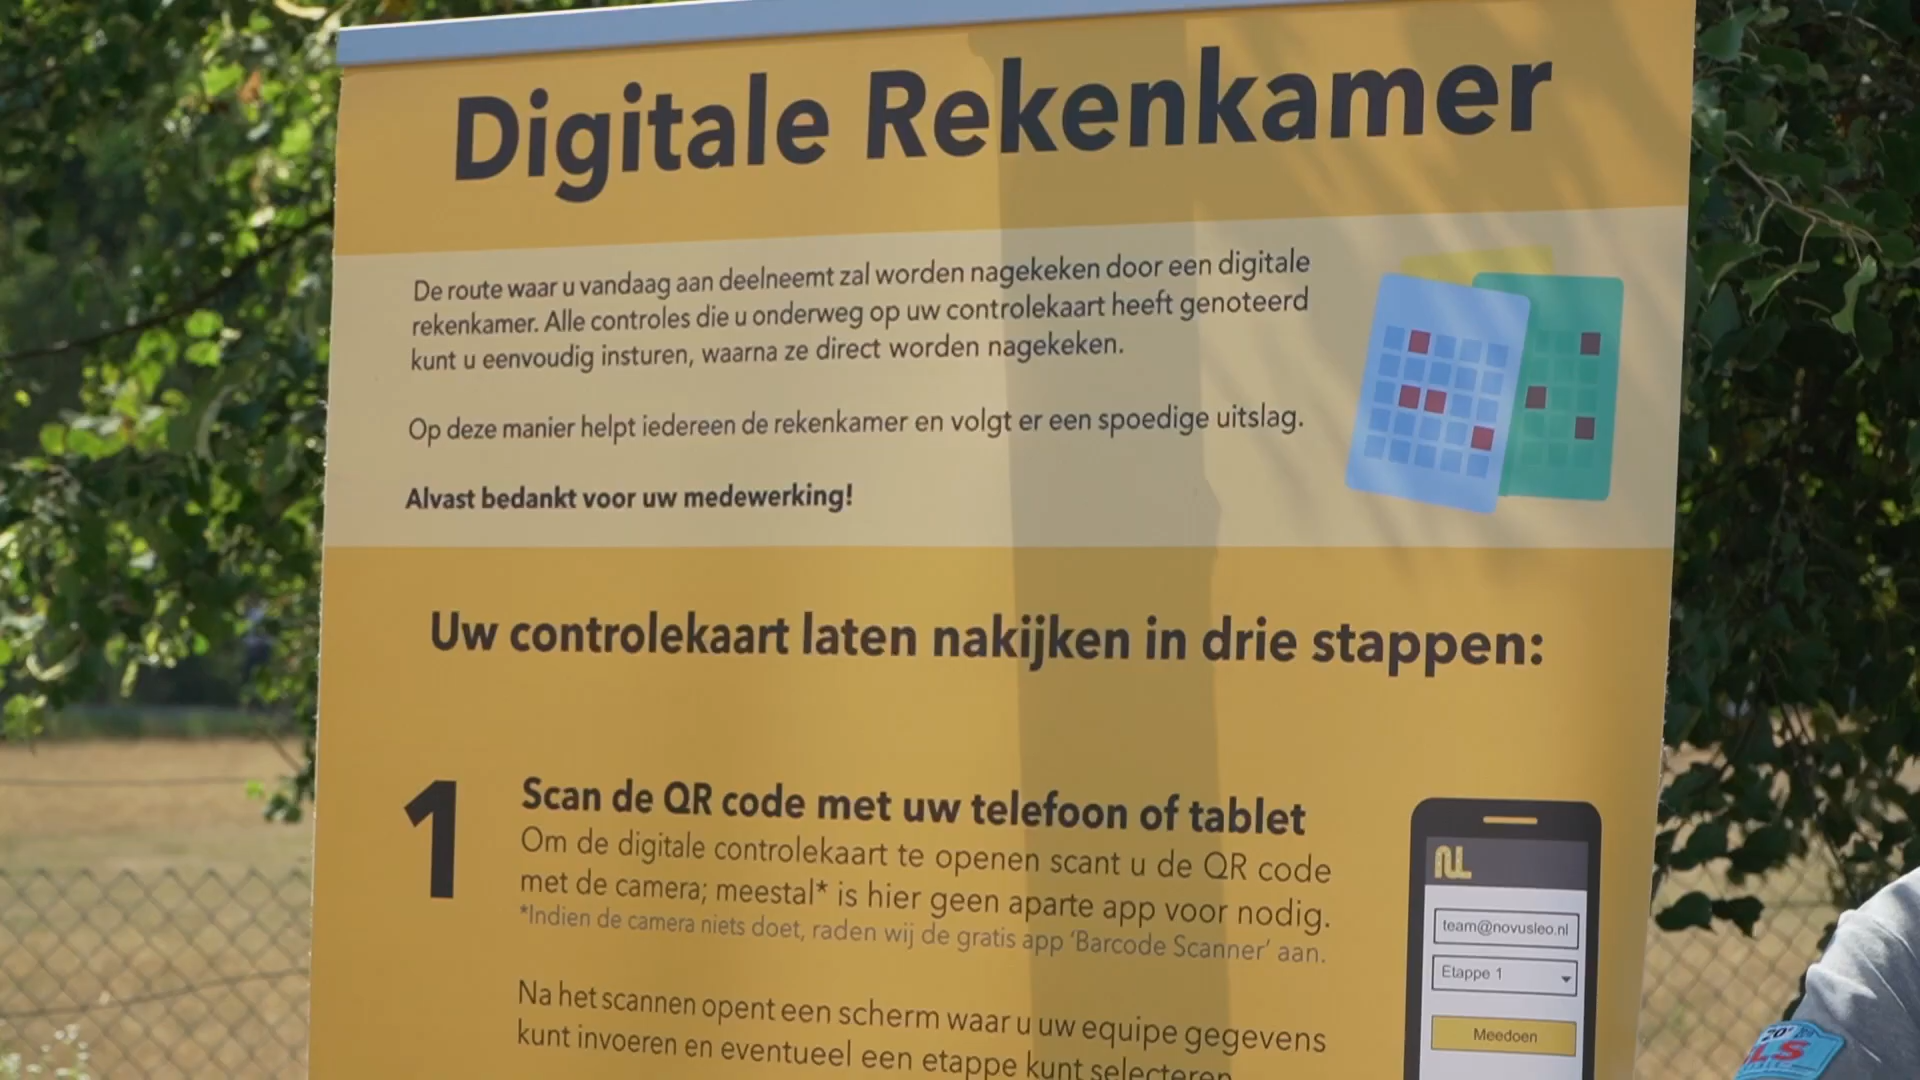 Digitale Rekenkamer
De route waar u vandaag aan deelneemt zal worden nagekeken door een digitale
rekenkamer. Alle controles die u onderweg op uw controlekaart heeft genoteerd
kunt u eenvoudig insturen, waarna ze direct worden nagekeken.
Op deze manier helpt iedereen de rekenkamer en volgt er een spoedige uitslag.
Alvast bedankt voor uw medewerking!
Uw controlekaart laten nakijken in drie stappen:
1
Scan de QR code met uw telefoon of tablet
Om de digitale controlekaart te openen scant u de QR code
met de camera; meestal* is hier geen aparte app voor nodig.
*Indien de camera niets doet, raden wij de gratis app 'Barcode Scanner' aan.
Na het scannen opent een scherm waar u uw equipe gegevens
kunt invoeren en eventueel een etappe kunt selecteren
NL
team@novusleo.nl
Etappe 1
Meedoen